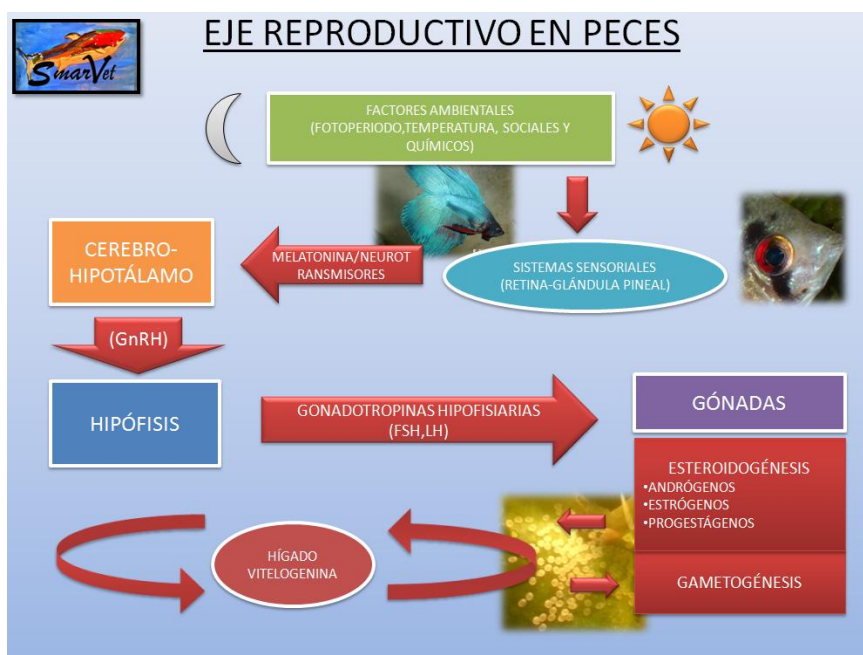 EJE REPRODUCTIVO EN PECES
SmarVet
FACTORES AMBIENTALES
(FOTOPERIODO,TEMPERATURA, SOCIALES Y
QUÍMICOS)
CEREBRO-
HIPOTÁLAMO
MELATONINA/NEUROT
RANSMISORES
SISTEMAS SENSORIALES
(RETINA-GLÁNDULA PINEAL)
(GnRH)
HIPÓFISIS
GONADOTROPINAS HIPOFISIARIAS
(FSH,LH)
GÓNADAS
ESTEROIDOGÉNESIS
•ANDRÓGENOS
•ESTRÓGENOS
•PROGESTÁGENOS
HÍGADO
VITELOGENINA
GAMETOGÉNESIS